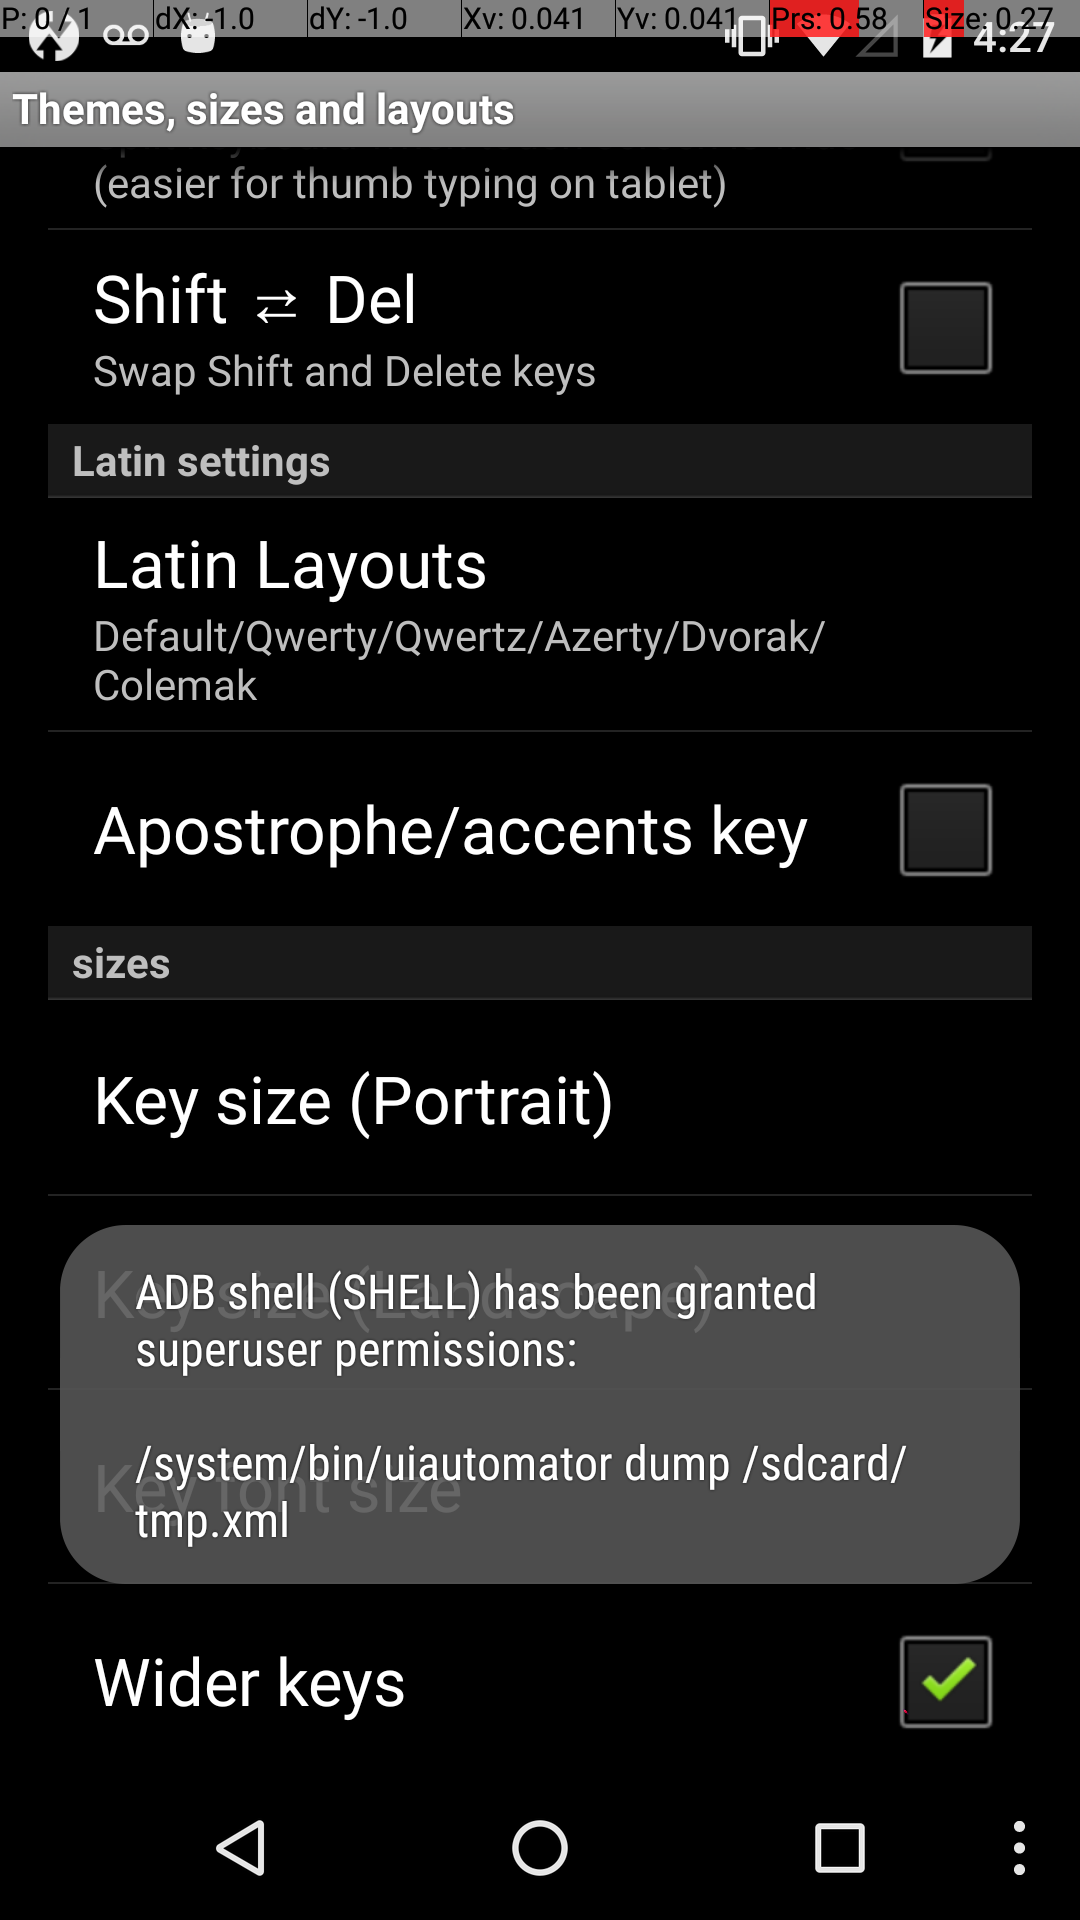 P: 0 / 1 dX: -1.0 dY: -1.0 Xv: 0.041 Yv: 0.041 Prs: 0.58 Size: 0.27
4:27
Themes, sizes and layouts
(easier for thumb typing on tablet)
Shift ⇄ Del
Swap Shift and Delete keys
Latin settings
Latin Layouts
Default/Qwerty/Qwertz/Azerty/Dvorak/
Colemak
Apostrophe/accents key
sizes
Key size (Portrait)
Key size (Landscape)
ADB shell (SHELL) has been granted
superuser permissions:
/system/bin/uiautomator dump /sdcard/
tmp.xml
Key font size
Wider keys